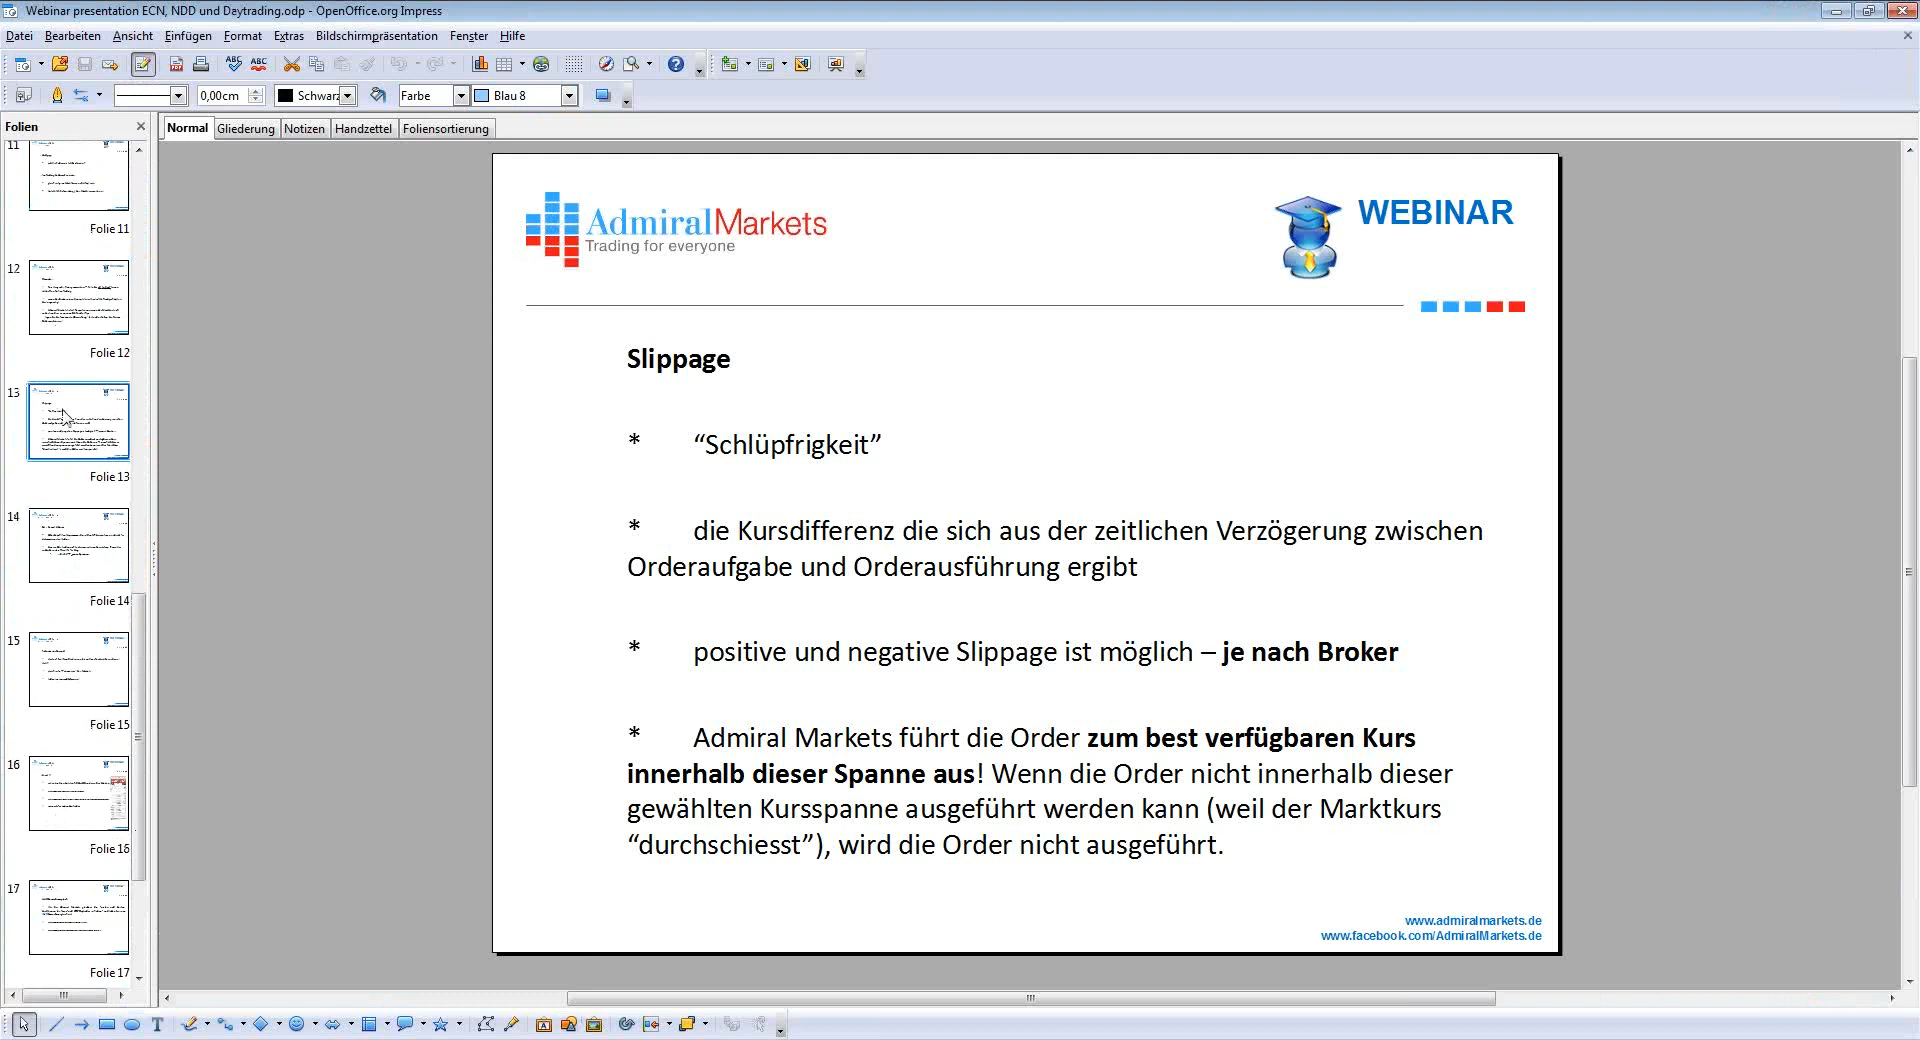 Webinar presentation ECN, NDD und Daytrading.odp - OpenOffice.org Impress
Datei Bearbeiten Ansicht Einfügen Format Extras Bildschirmpräsentation Fenster Hilfe
0,00cm Schwarz Farbe Blau 8
Folien
Normal Gliederung Notizen Handzettel Foliensortierung
11
Folie 11
12
Folie 12
13
Folie 13
14
Folie 14
15
Folie 15
16
Folie 16
17
Folie 17
AdmiralMarkets
Trading for everyone
WEBINAR
Slippage
* “Schlüpfrigkeit”
* die Kursdifferenz die sich aus der zeitlichen Verzögerung zwischen
Orderaufgabe und Orderausführung ergibt
* positive und negative Slippage ist möglich – je nach Broker
* Admiral Markets führt die Order zum best verfügbaren Kurs
innerhalb dieser Spanne aus! Wenn die Order nicht innerhalb dieser
gewählten Kursspanne ausgeführt werden kann (weil der Marktkurs
“durchschiesst”), wird die Order nicht ausgeführt.
www.admiralmarkets.de
www.facebook.com/AdmiralMarkets.de